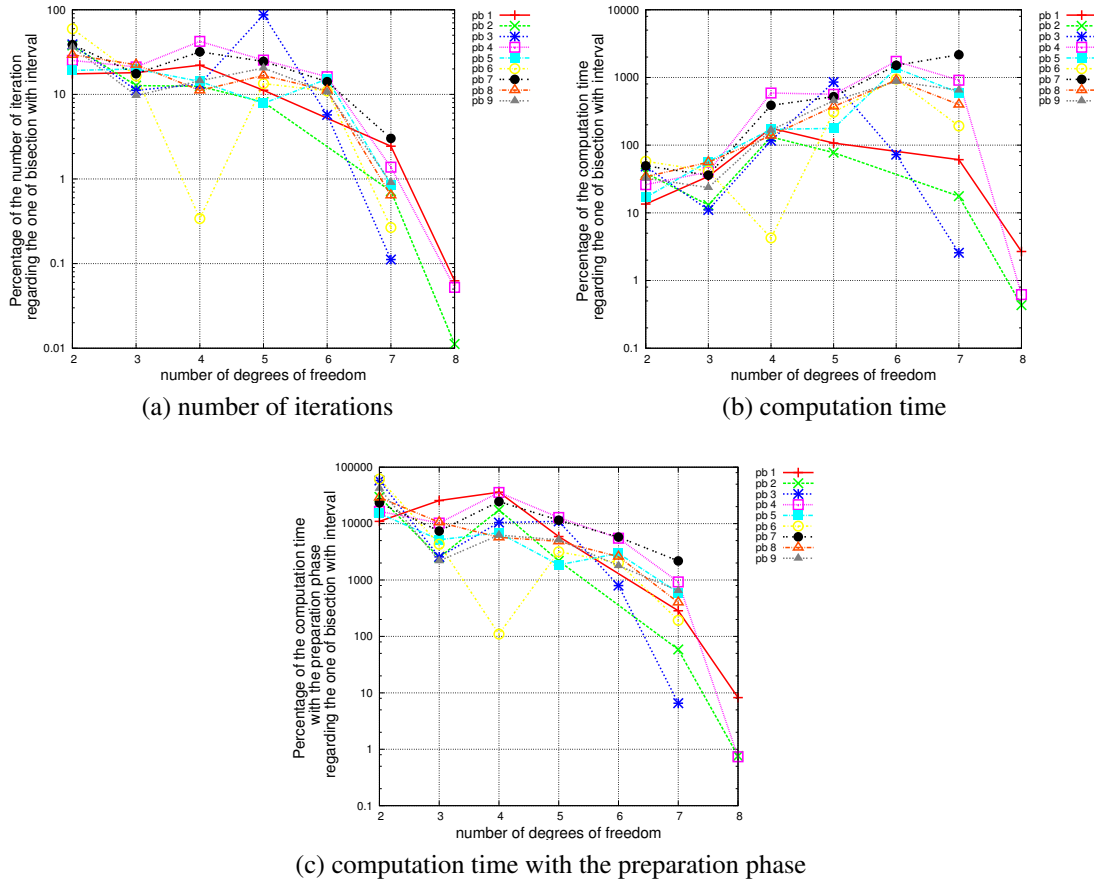 Percentage of the number of iteration
regarding the one of bisection with interval
100
10
1
0.1
0.01
2 3 4 5 6 7 8
number of degrees of freedom
pb 1
pb 2
pb 3
pb 4
pb 5
pb 6
pb 7
pb 8
pb 9
(a) number of iterations
Percentage of the computation time
regarding the one of bisection with interval
10000
1000
100
10
1
0.1
2 3 4 5 6 7 8
number of degrees of freedom
pb 1
pb 2
pb 3
pb 4
pb 5
pb 6
pb 7
pb 8
pb 9
(b) computation time
Percentage of the computation time
with the preparation phase
regarding the one of bisection with interval
100000
10000
1000
100
10
1
0.1
2 3 4 5 6 7 8
number of degrees of freedom
pb 1
pb 2
pb 3
pb 4
pb 5
pb 6
pb 7
pb 8
pb 9
(c) computation time with the preparation phase